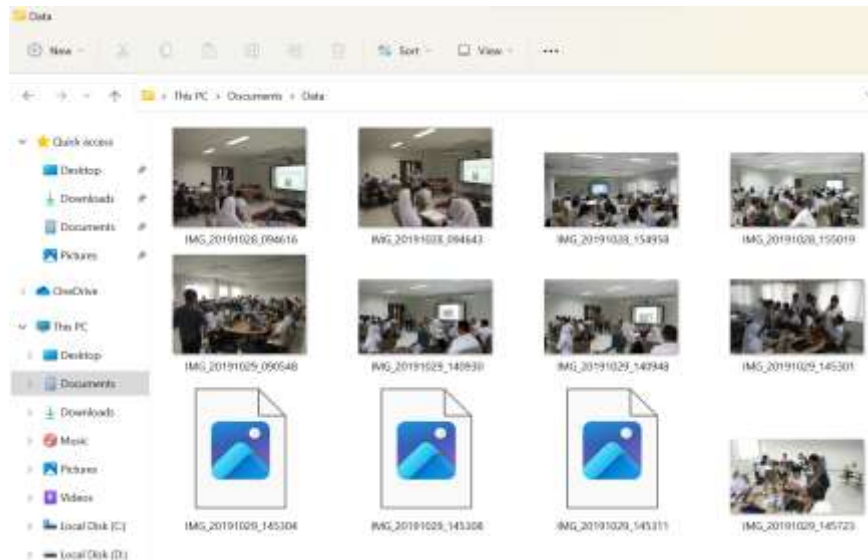 Data
New
Sort
View
This PC > Documents > Data
Quick access
Desktop
Downloads
Documents
Pictures
OneDrive
This PC
Desktop
Documents
Downloads
Music
Pictures
Videos
Local Disk (C:)
Local Disk (D:)
IMG_20191028_094616
IMG_20191028_094643
IMG_20191028_154958
IMG_20191028_155019
IMG_20191029_090548
IMG_20191029_140930
IMG_20191029_140948
IMG_20191029_145301
IMG_20191029_145304
IMG_20191029_145308
IMG_20191029_145311
IMG_20191029_145723